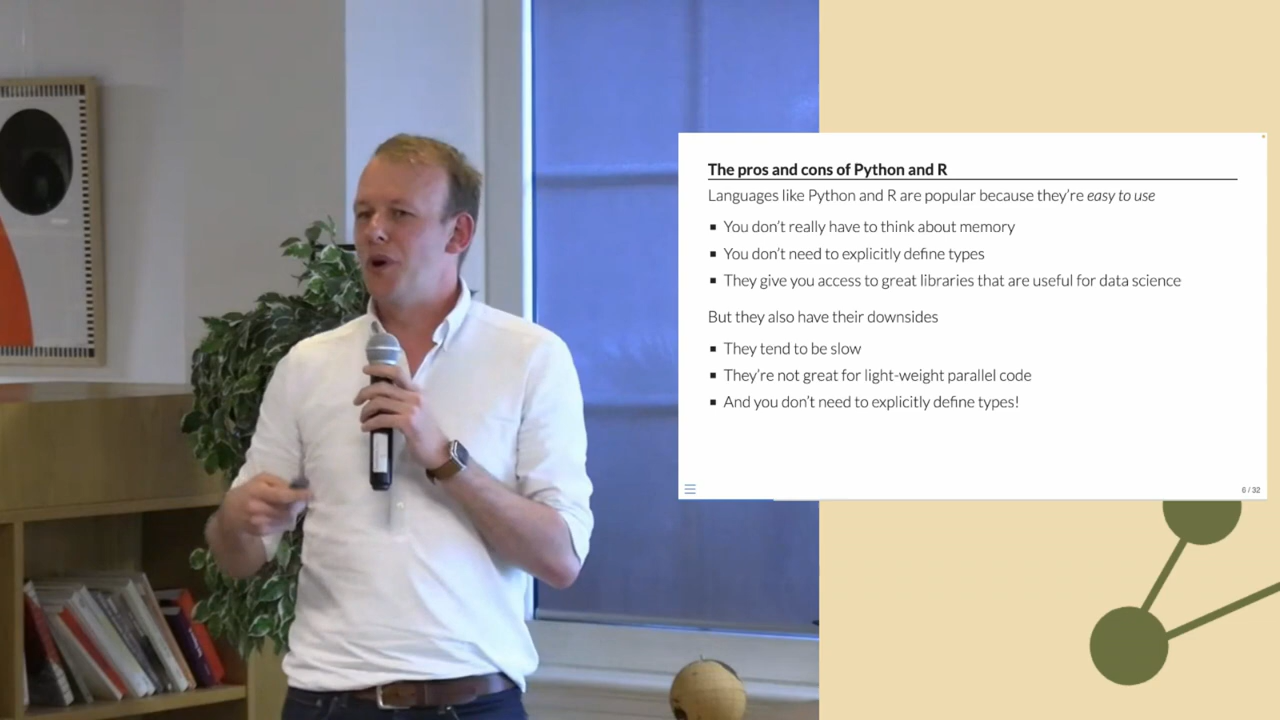 The pros and cons of Python and R
Languages like Python and R are popular because they're easy to use
▪ You don't really have to think about memory
▪ You don't need to explicitly define types
▪ They give you access to great libraries that are useful for data science
But they also have their downsides
▪ They tend to be slow
▪ They're not great for light-weight parallel code
▪ And you don't need to explicitly define types!
6 / 32